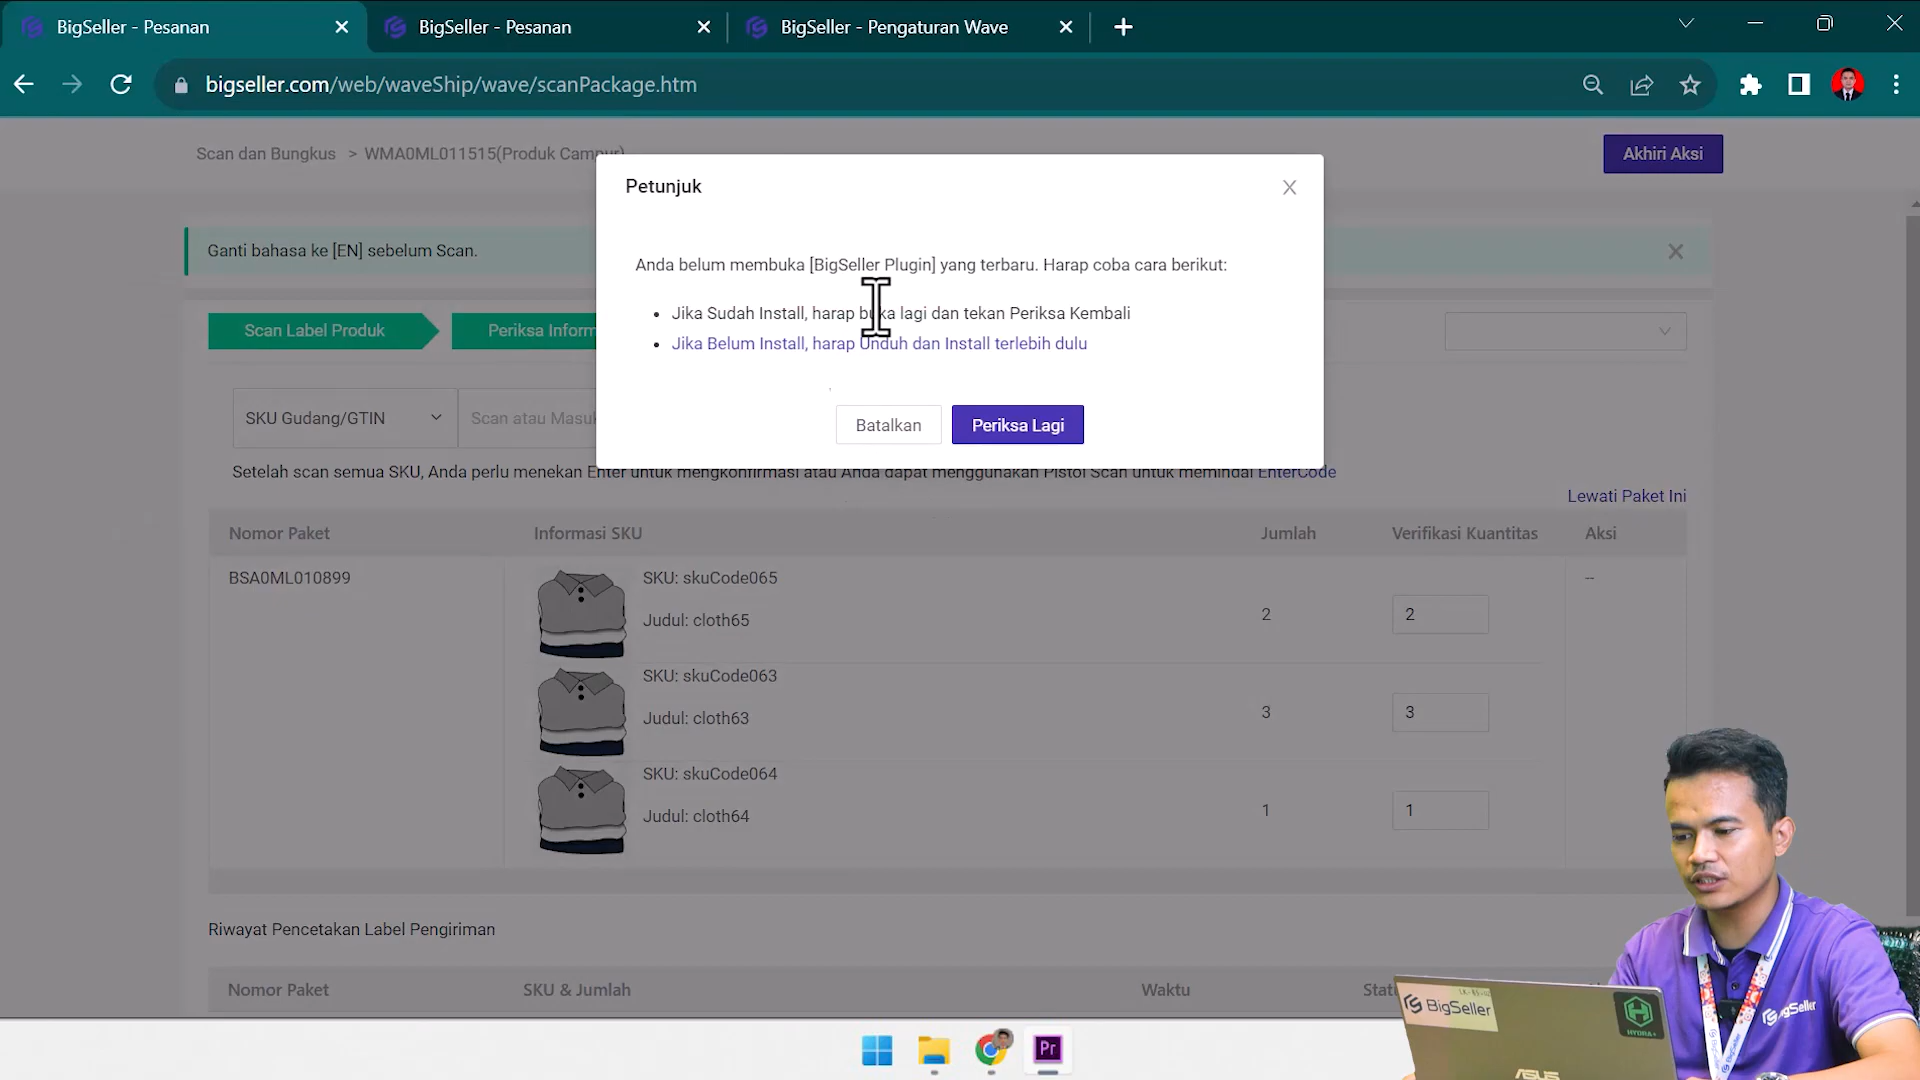 BigSeller - Pesanan
BigSeller - Pesanan
BigSeller - Pengaturan Wave
bigseller.com/web/waveShip/wave/scanPackage.htm
Scan dan Bungkus > WMA0ML011515(Produk Campur)
Akhiri Aksi
Petunjuk
Ganti bahasa ke [EN] sebelum Scan.
Anda belum membuka [BigSeller Plugin] yang terbaru. Harap coba cara berikut:
• Jika Sudah Install, harap buka lagi dan tekan Periksa Kembali
• Jika Belum Install, harap Unduh dan Install terlebih dulu
Scan Label Produk
Periksa Inform
SKU Gudang/GTIN
Scan atau Masuk
Batalkan
Periksa Lagi
Setelah scan semua SKU, Anda perlu menekan Enter untuk mengkonfirmasi atau Anda dapat menggunakan Pistol Scan untuk memindai EnterCode
Lewati Paket Ini
Nomor Paket
Informasi SKU
Jumlah
Verifikasi Kuantitas
Aksi
BSA0ML010899
SKU: skuCode065
Judul: cloth65
2
2
--
SKU: skuCode063
Judul: cloth63
3
3
SKU: skuCode064
Judul: cloth64
1
1
Riwayat Pencetakan Label Pengiriman
Nomor Paket
SKU & Jumlah
Waktu
Stat
Pr
BigSeller
HYDRA
ASUS
BigSeller